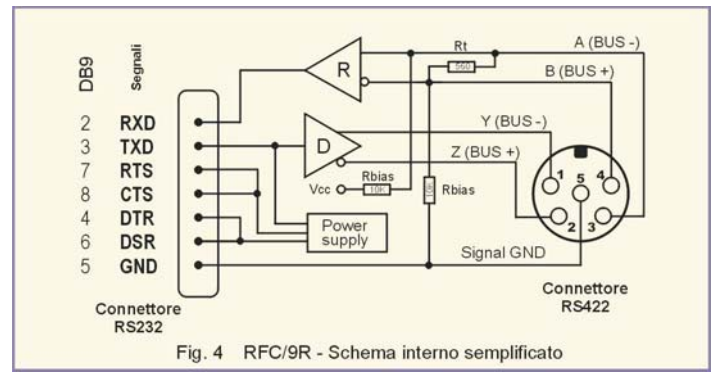 DB9
Segnali
2 RXD
3 TXD
7 RTS
8 CTS
4 DTR
6 DSR
5 GND
Connettore
RS232
R
D
Rt
560
A (BUS -)
B (BUS +)
Y (BUS -)
Z (BUS +)
Vcc
Rbias
10K
10K
Rbias
Power
supply
Signal GND
1
5
4
2
3
Connettore
RS422
Fig. 4 RFC/9R - Schema interno semplificato